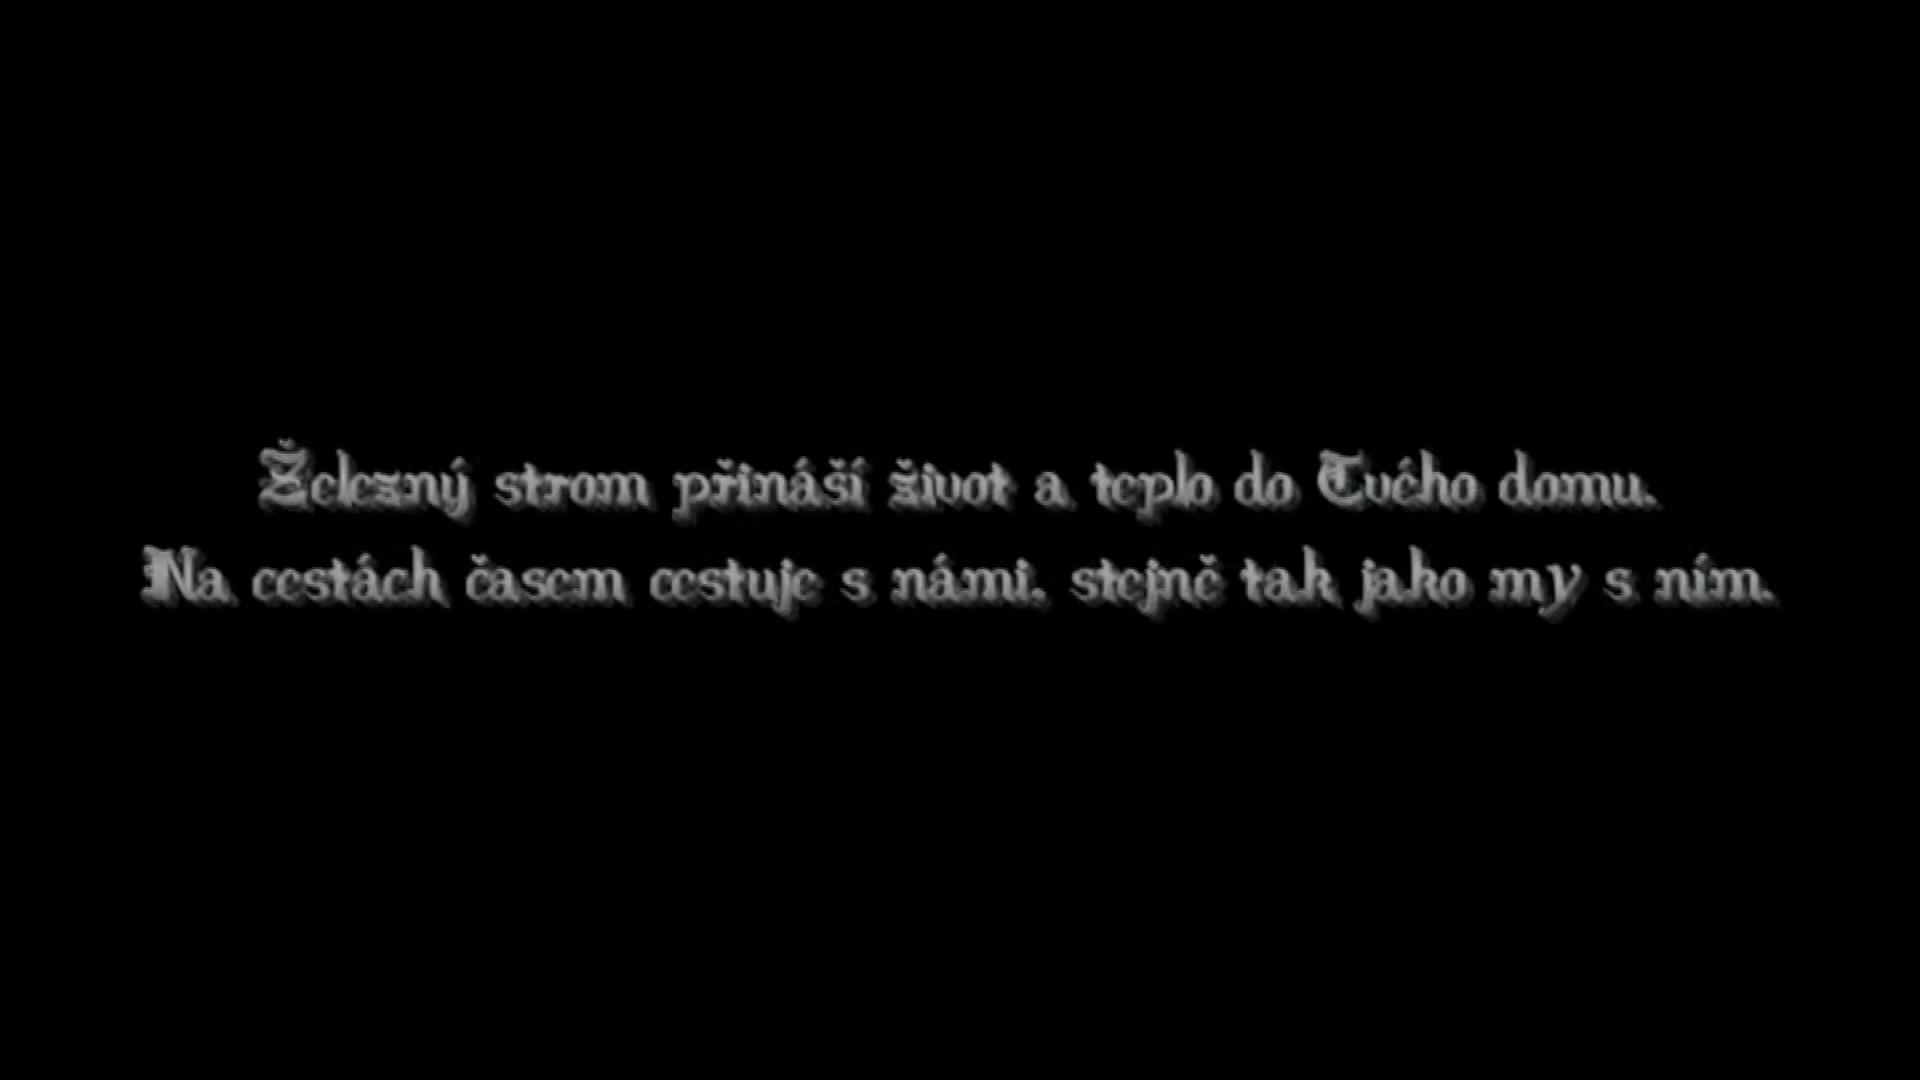 Železný strom přináší život a teplo do Tvého domu.
Na cestách časem cestuje s námi, stejně tak jako my s ním.